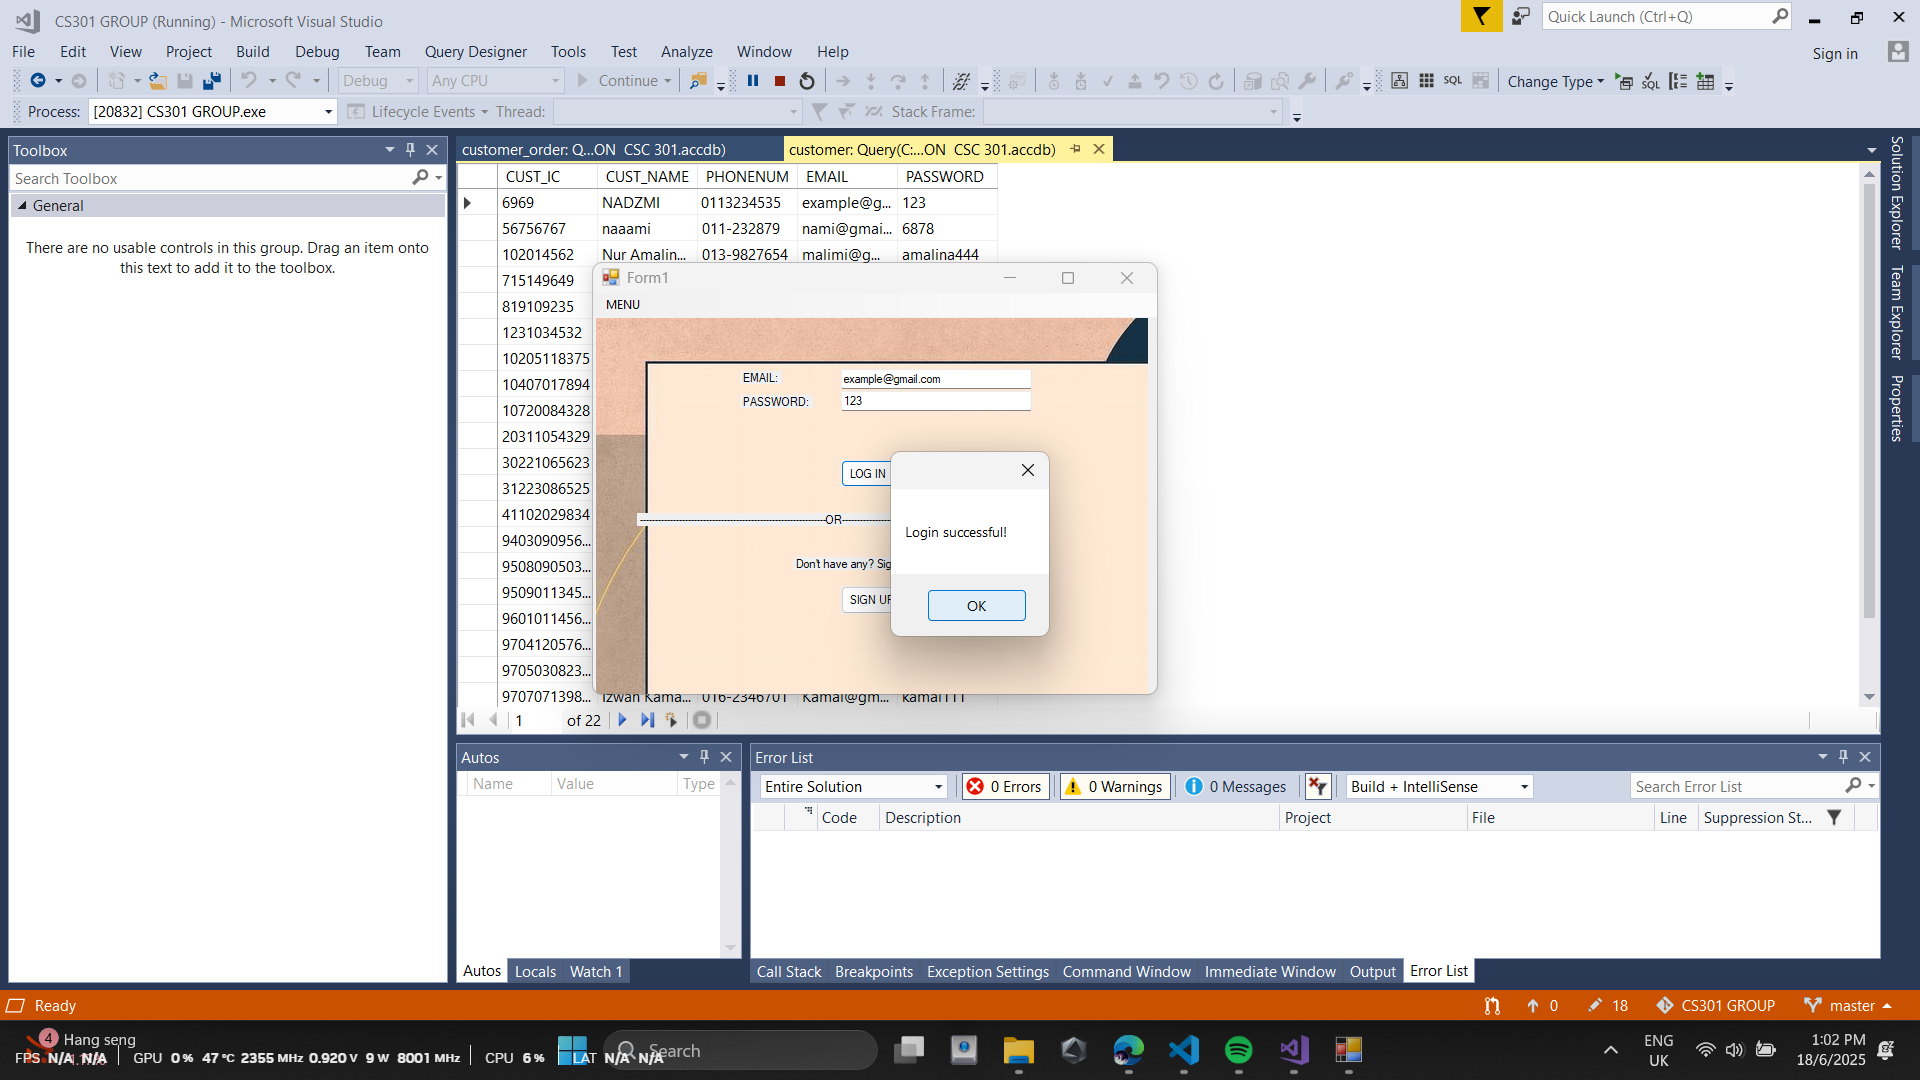 CS301 GROUP (Running) - Microsoft Visual Studio
Quick Launch (Ctrl+Q)
File Edit View Project Build Debug Team Query Designer Tools Test Analyze Window Help
Sign in
Debug Any CPU Continue SQL Change Type SQL
Process: [20832] CS301 GROUP.exe Lifecycle Events Thread: Stack Frame:
Toolbox
Search Toolbox
General
There are no usable controls in this group. Drag an item onto
this text to add it to the toolbox.
customer_order: Q...ON CSC 301.accdb) customer: Query(C:...ON CSC 301.accdb)
CUST_IC CUST_NAME PHONENUM EMAIL PASSWORD
6969 NADZMI 0113234535 example@g... 123
56756767 naaami 011-232879 nami@gmai... 6878
102014562 Nur Amalin... 013-9827654 malimi@g... amalina444
715149649
819109235
1231034532
10205118375
10407017894
10720084328
20311054329
30221065623
31223086525
41102029834
9403090956...
9508090503...
9509011345...
9601011456...
9704120576...
9705030823...
9707071398... Izwan Kama... 016-2346701 Kamal@gm... kamal111
1 of 22
Form1
MENU
EMAIL: example@gmail.com
PASSWORD: 123
LOG IN
OR
Don't have any? Sig
SIGN UP
Login successful!
OK
Solution Explorer
Team Explorer
Properties
Autos
Name Value Type
Autos Locals Watch 1
Error List
Entire Solution 0 Errors 0 Warnings 0 Messages Build + IntelliSense Search Error List
Code Description Project File Line Suppression St...
Call Stack Breakpoints Exception Settings Command Window Immediate Window Output Error List
Ready
0 18 CS301 GROUP master
4 Hang seng
FPS N/A N/A GPU 0 % 47 °C 2355 MHz 0.920 V 9 W 8001 MHz CPU 6 % LAT N/A N/A
Search
ENG
UK
1:02 PM
18/6/2025